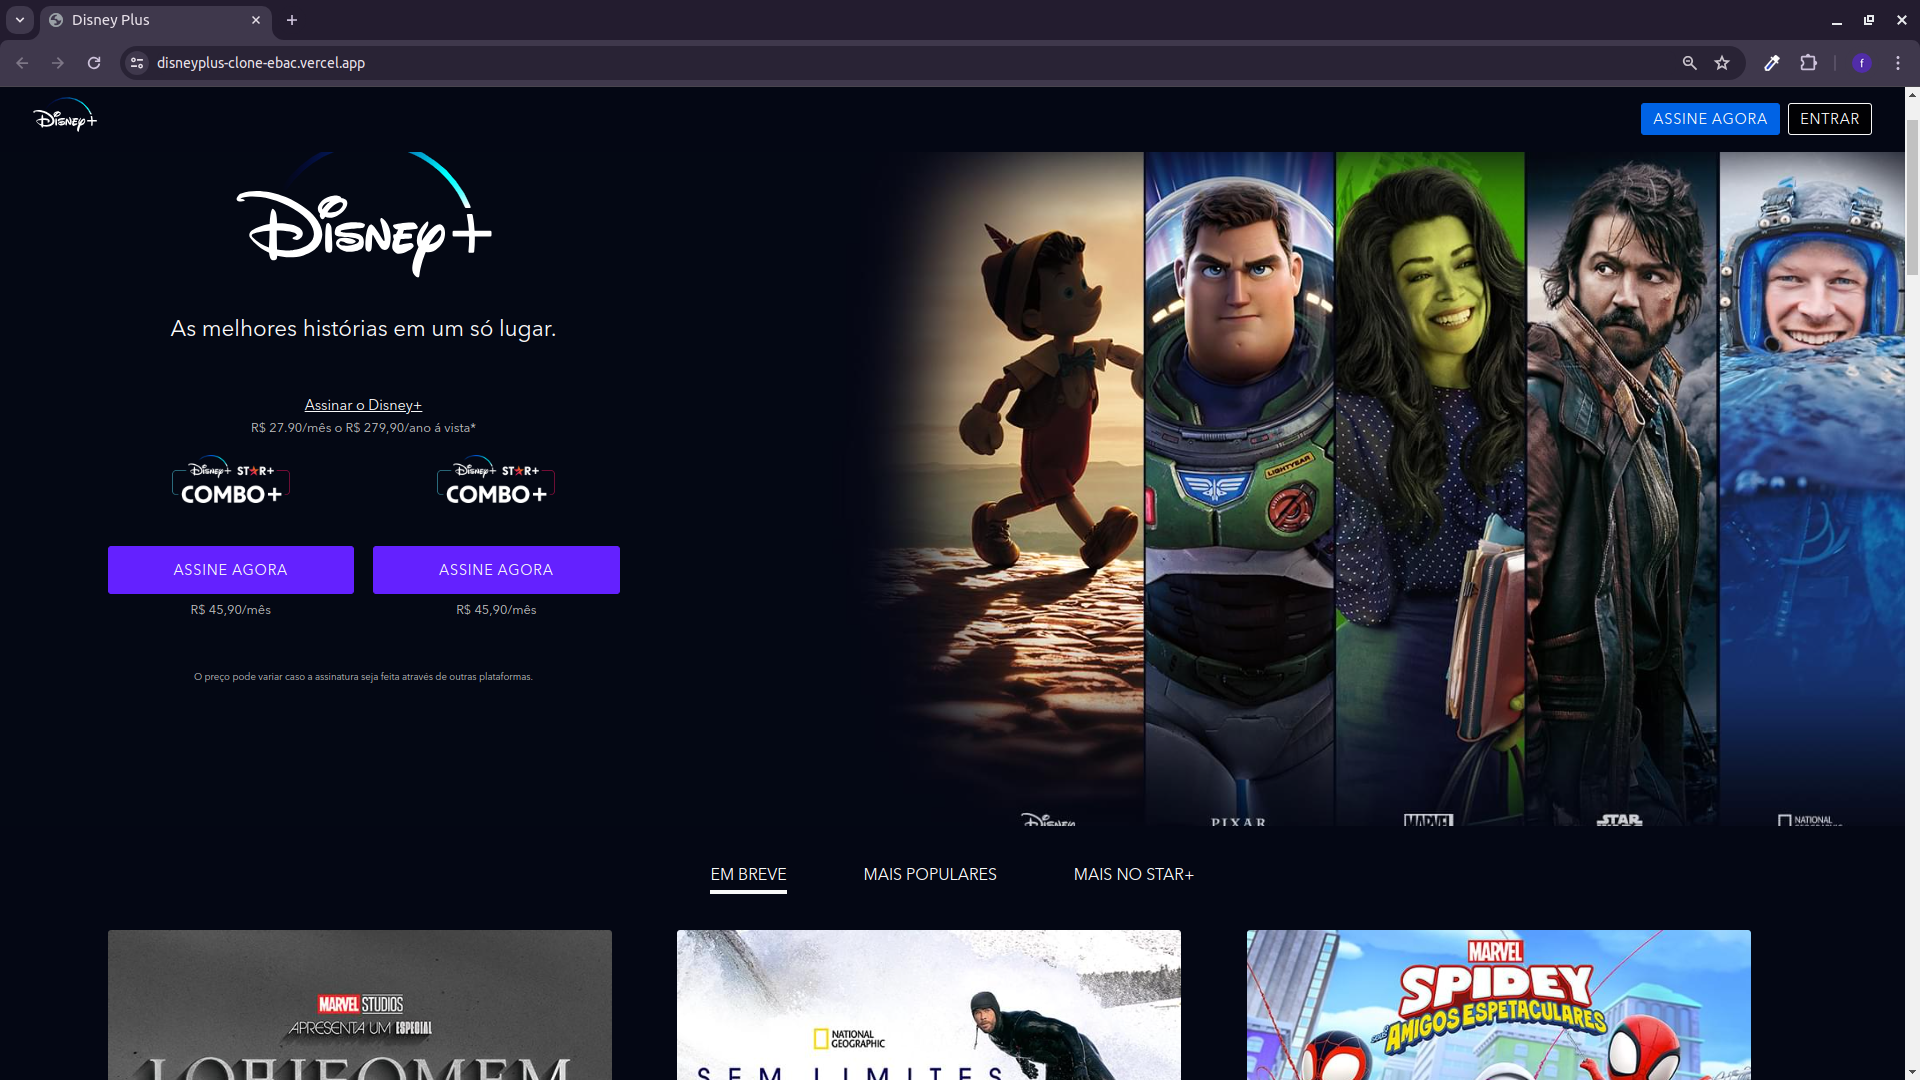 Disney Plus
disneyplus-clone-ebac.vercel.app
f
Disney+
ASSINE AGORA
ENTRAR
Disney+
As melhores histórias em um só lugar.
Assinar o Disney+
R$ 27.90/mês o R$ 279,90/ano á vista*
Disney+ STAR+
COMBO+
Disney+ STAR+
COMBO+
ASSINE AGORA
ASSINE AGORA
R$ 45,90/mês
R$ 45,90/mês
O preço pode variar caso a assinatura seja feita através de outras plataformas.
LIGHTYEAR
Disney
PIXAR
MARVEL
STAR
NATIONAL
EM BREVE
MAIS POPULARES
MAIS NO STAR+
MARVEL STUDIOS
APRESENTA UM ESPECIAL
LOBISOMEM
NATIONAL
GEOGRAPHIC
SEM LIMITES
MARVEL
SPIDEY
E SEUS AMIGOS ESPETACULARES